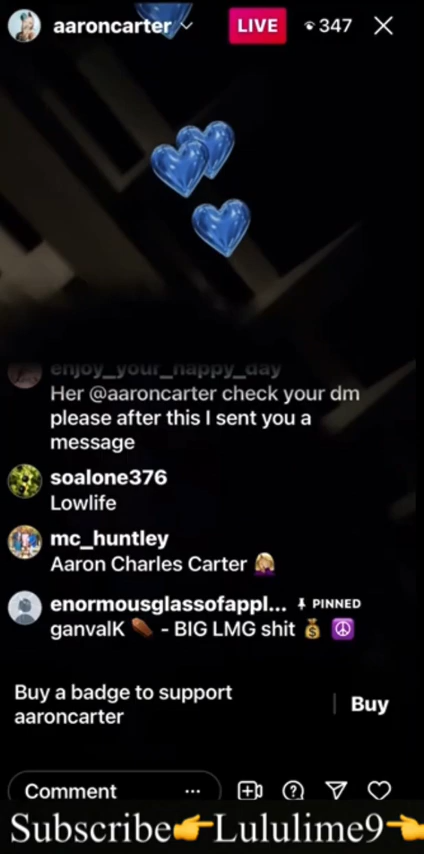 aaroncarter LIVE 347
enjoy_your_happy_day
Her @aaroncarter check your dm
please after this I sent you a
message
soalone376
Lowlife
mc_huntley
Aaron Charles Carter 🤦🏼‍♀️
enormousglassofappl... PINNED
ganvalK ⚰️ - BIG LMG shit 💰 ☮️
Buy a badge to support
aaroncarter
Buy
Comment ...
Subscribe👉Lululime9👈